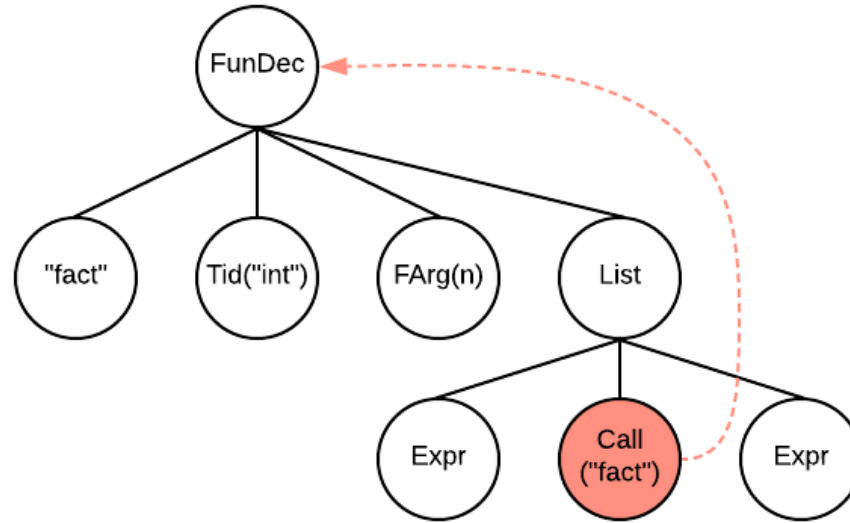 FunDec
"fact"
Tid("int")
FArg(n)
List
Expr
Call
("fact")
Expr